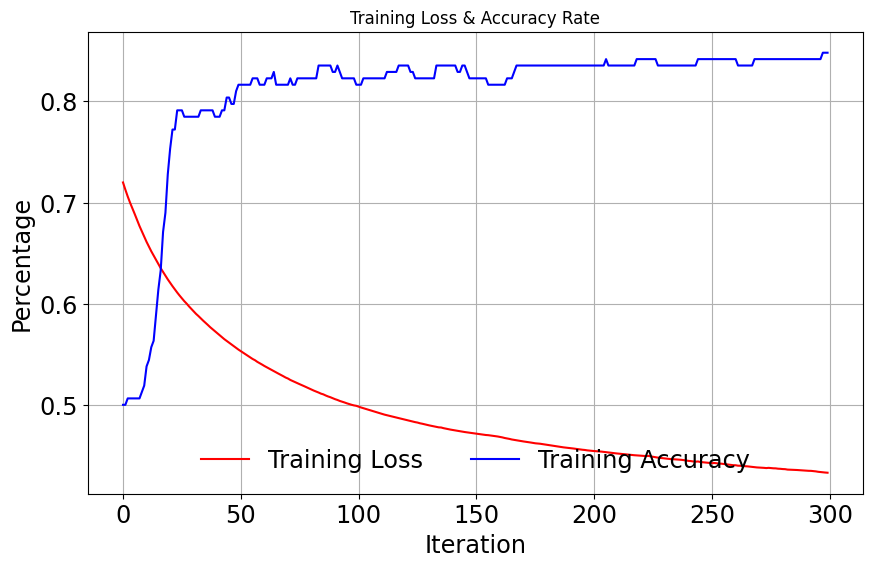 Training Loss & Accuracy Rate
Percentage
0.8
0.7
0.6
0.5
Training Loss
Training Accuracy
0 50 100 150 200 250 300
Iteration